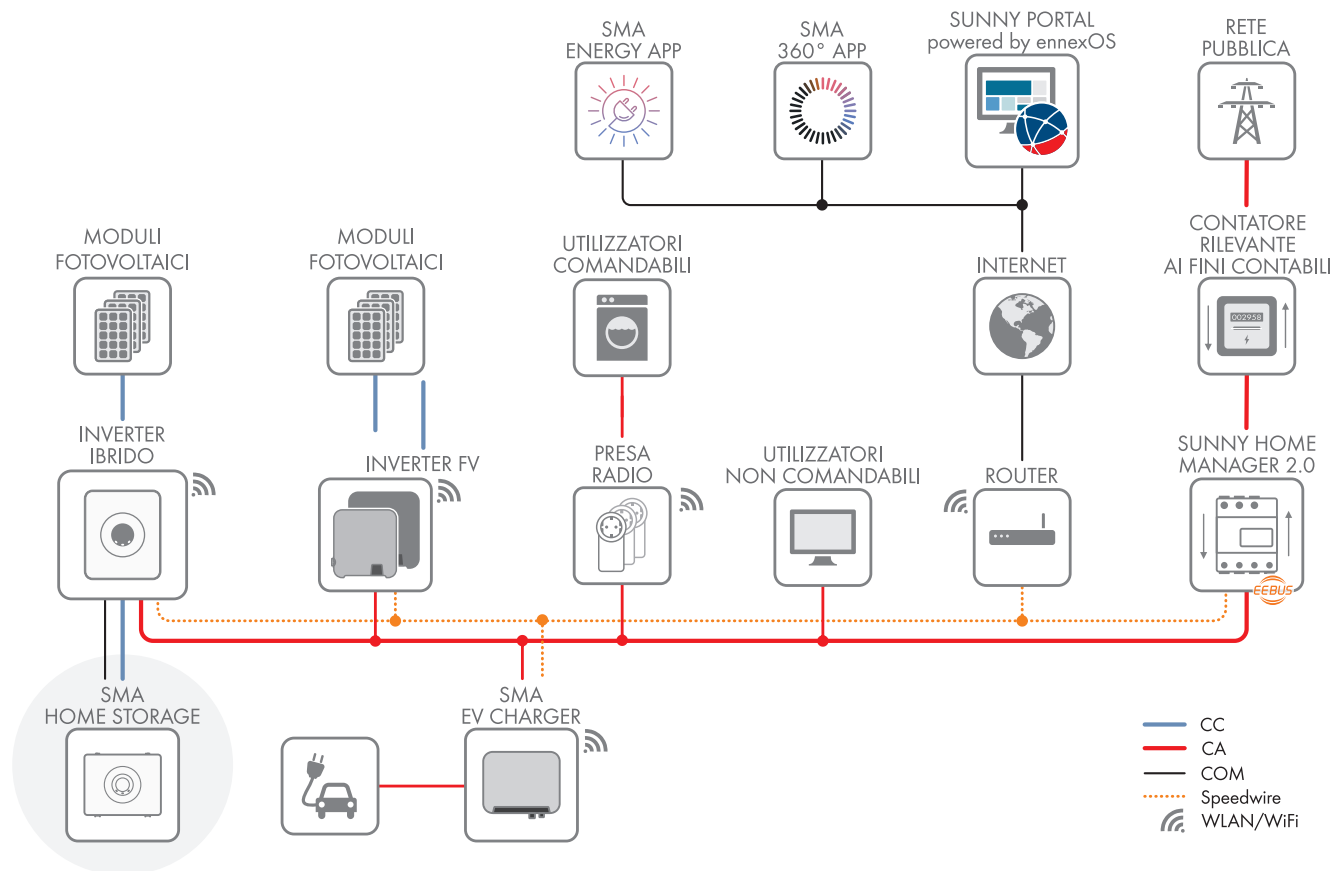 SMA
ENERGY APP
SMA
360° APP
SUNNY PORTAL
powered by ennexOS
RETE
PUBBLICA
MODULI
FOTOVOLTAICI
MODULI
FOTOVOLTAICI
UTILIZZATORI
COMANDABILI
INTERNET
CONTATORE
RILEVANTE
AI FINI CONTABILI
002958
INVERTER
IBRIDO
INVERTER FV
PRESA
RADIO
UTILIZZATORI
NON COMANDABILI
ROUTER
SUNNY HOME
MANAGER 2.0
EEBUS
SMA
HOME STORAGE
SMA
EV CHARGER
CC
CA
COM
Speedwire
WLAN/WiFi